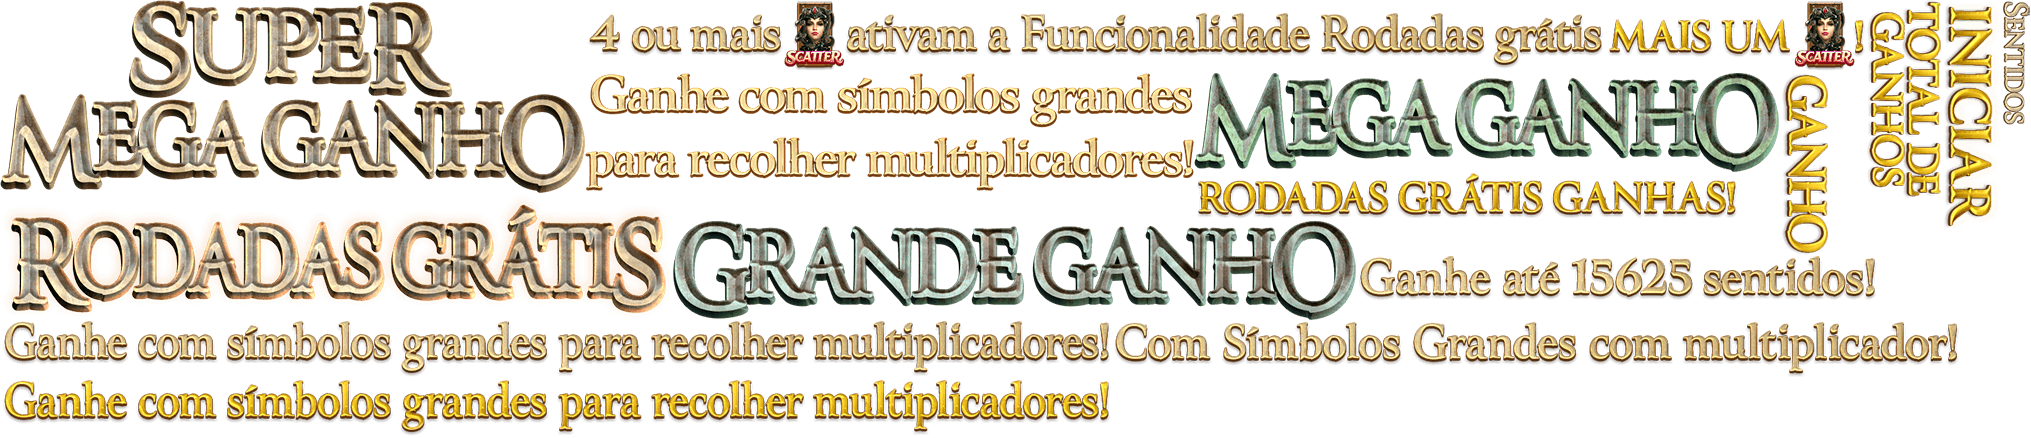 SUPER
MEGA GANHO
4 ou mais SCATTER ativam a Funcionalidade Rodadas grátis
MAIS UM SCATTER !
Ganhe com símbolos grandes
para recolher multiplicadores!
MEGA GANHO
RODADAS GRÁTIS GANHAS!
GANHO
TOTAL DE
GANHOS
INICIAR
SENTIDOS
RODADAS GRÁTIS
GRANDE GANHO
Ganhe até 15625 sentidos!
Ganhe com símbolos grandes para recolher multiplicadores!
Com Símbolos Grandes com multiplicador!
Ganhe com símbolos grandes para recolher multiplicadores!